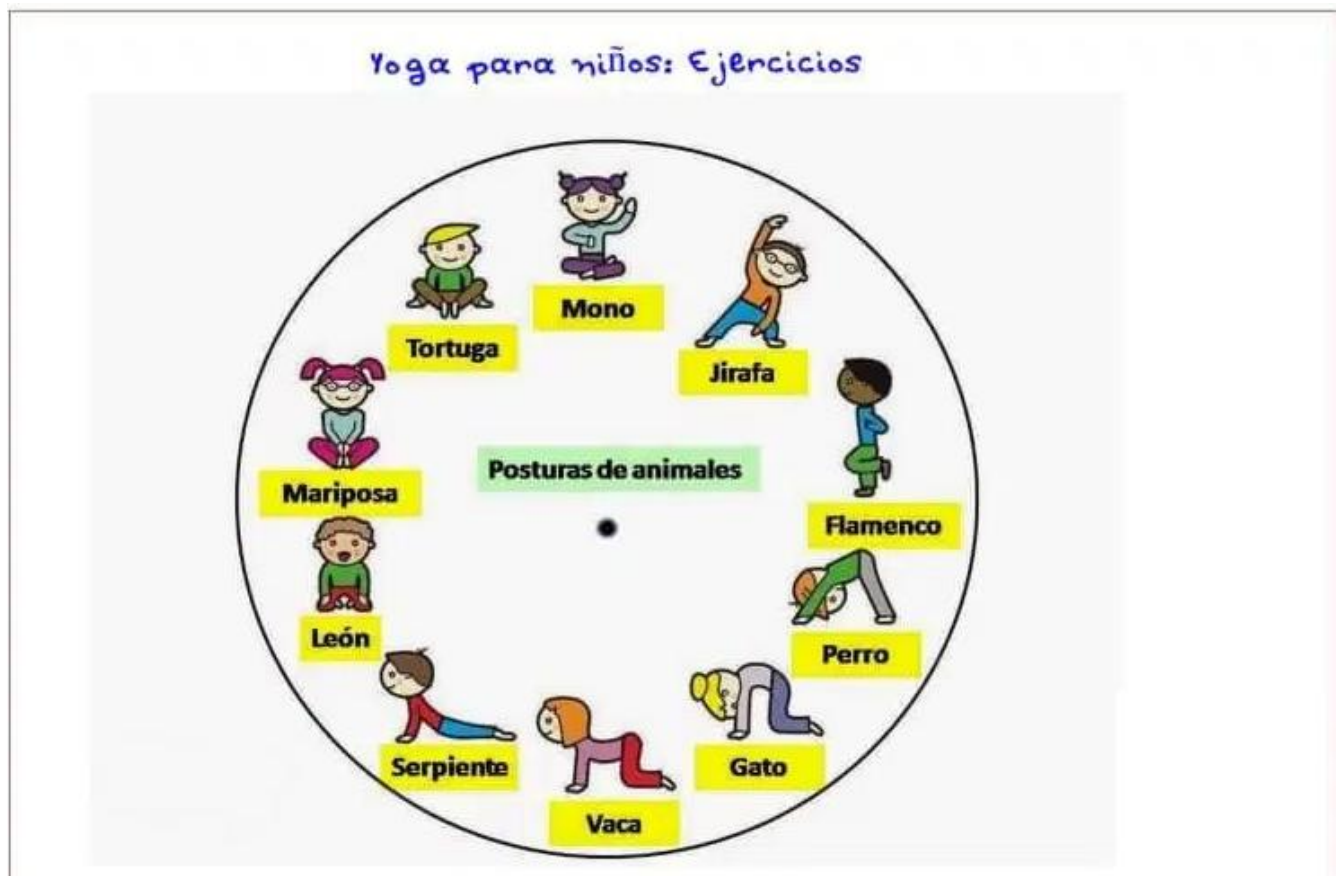 Yoga para niños: Ejercicios
Mono
Tortuga
Jirafa
Mariposa
Posturas de animales
Flamenco
León
Perro
Serpiente
Gato
Vaca